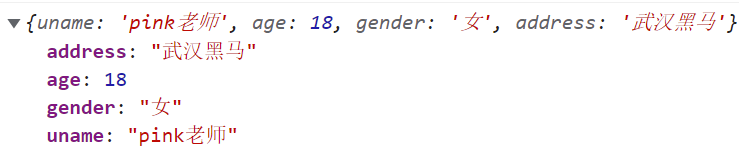 ▼{uname: 'pink老师', age: 18, gender: '女', address: '武汉黑马'}
address: "武汉黑马"
age: 18
gender: "女"
uname: "pink老师"